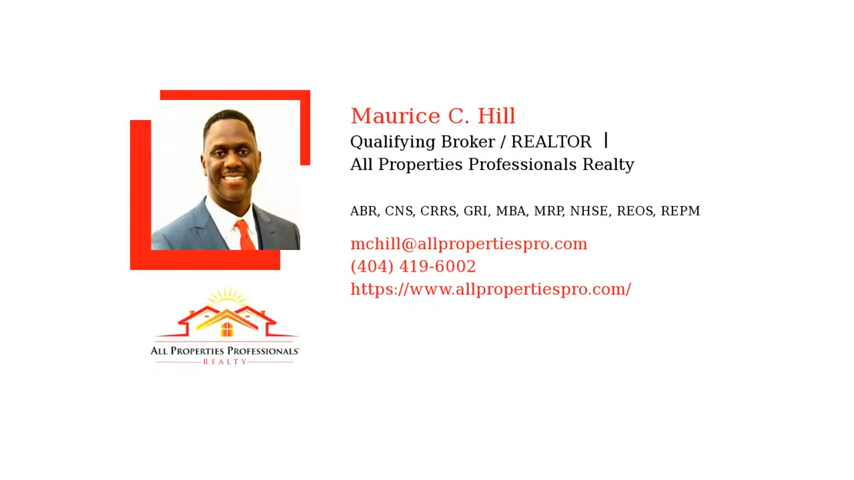 Maurice C. Hill
Qualifying Broker / REALTOR |
All Properties Professionals Realty
ABR, CNS, CRRS, GRI, MBA, MRP, NHSE, REOS, REPM
mchill@allpropertiespro.com
(404) 419-6002
https://www.allpropertiespro.com/
ALL PROPERTIES PROFESSIONALS
REALTY